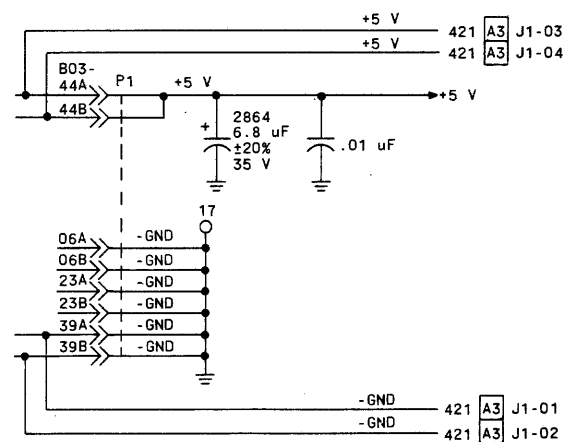 +5 V
421 A3 J1-03
+5 V
421 A3 J1-04
B03-
44A P1 +5 V +5 V
44B
+ 2864
6.8 uF
±20%
35 V
.01 uF
17
06A -GND
06B -GND
23A -GND
23B -GND
39A -GND
39B -GND
-GND
421 A3 J1-01
-GND
421 A3 J1-02